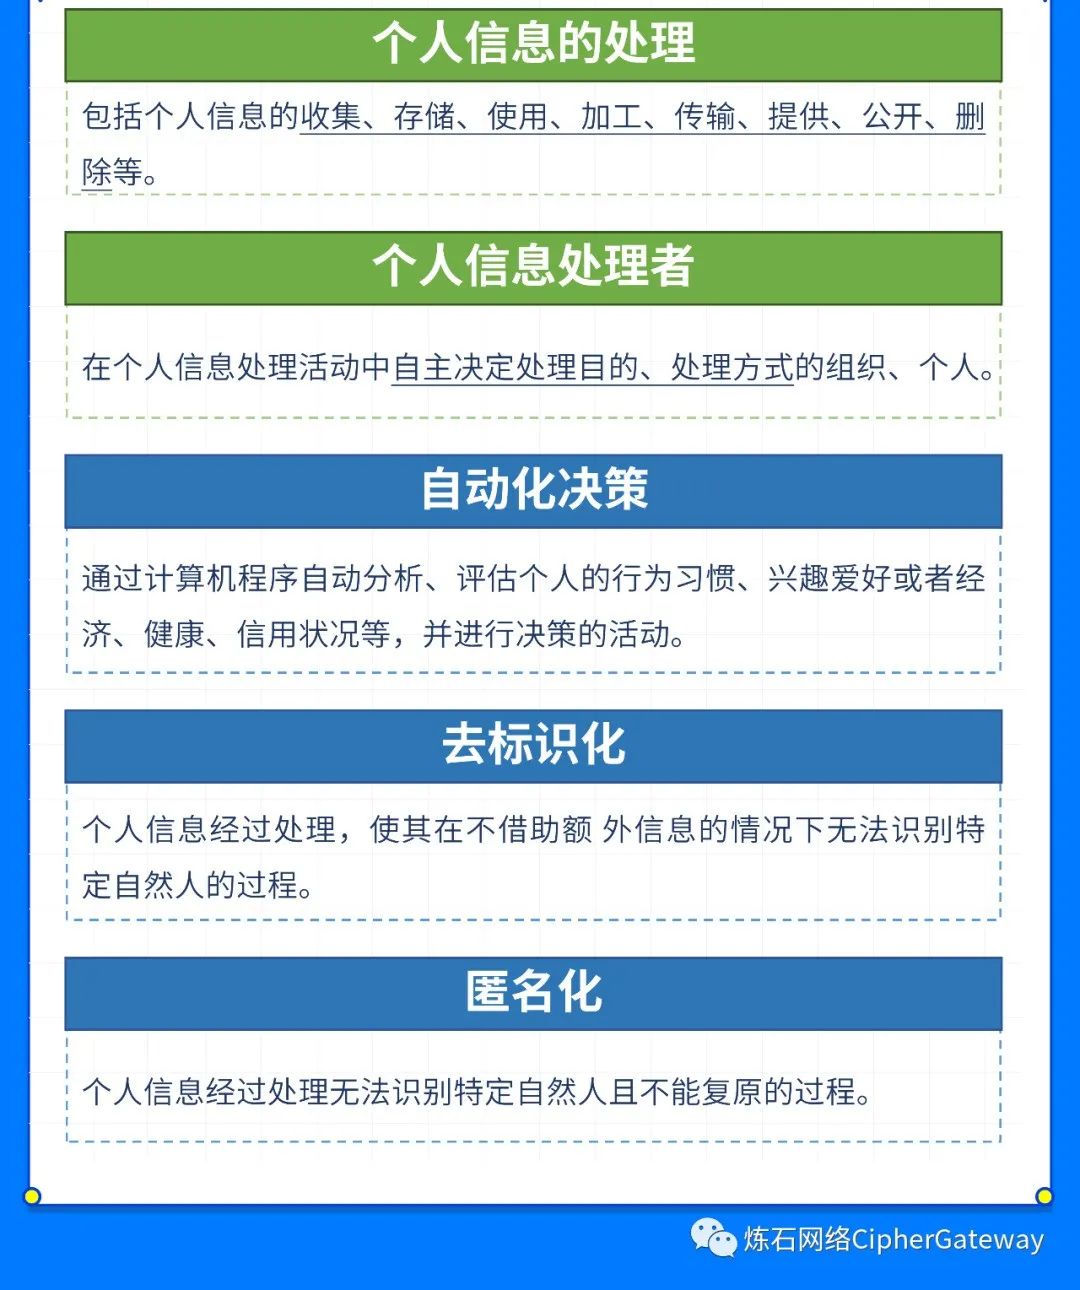 个人信息的处理
包括个人信息的收集、存储、使用、加工、传输、提供、公开、删
除等。
个人信息处理者
在个人信息处理活动中自主决定处理目的、处理方式的组织、个人。
自动化决策
通过计算机程序自动分析、评估个人的行为习惯、兴趣爱好或者经
济、健康、信用状况等，并进行决策的活动。
去标识化
个人信息经过处理，使其在不借助额 外信息的情况下无法识别特
定自然人的过程。
匿名化
个人信息经过处理无法识别特定自然人且不能复原的过程。
炼石网络CipherGateway